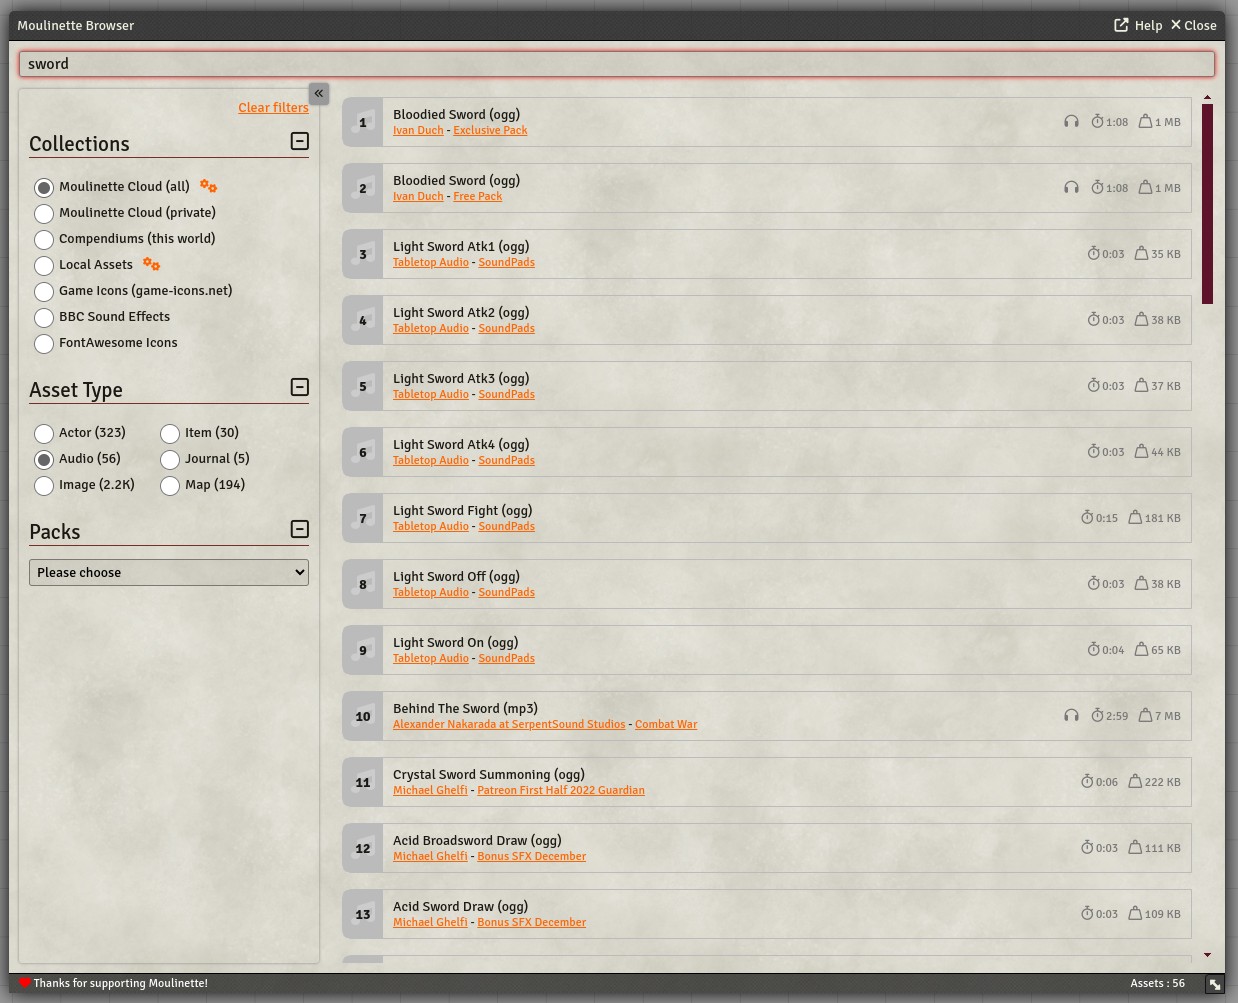 Moulinette Browser
Help
Close
sword
Clear filters
Collections
Moulinette Cloud (all)
Moulinette Cloud (private)
Compendiums (this world)
Local Assets
Game Icons (game-icons.net)
BBC Sound Effects
FontAwesome Icons
Asset Type
Actor (323)
Item (30)
Audio (56)
Journal (5)
Image (2.2K)
Map (194)
Packs
Please choose
1
Bloodied Sword (ogg)
Ivan Duch - Exclusive Pack
1:08
1 MB
2
Bloodied Sword (ogg)
Ivan Duch - Free Pack
1:08
1 MB
3
Light Sword Atk1 (ogg)
Tabletop Audio - SoundPads
0:03
35 KB
4
Light Sword Atk2 (ogg)
Tabletop Audio - SoundPads
0:03
38 KB
5
Light Sword Atk3 (ogg)
Tabletop Audio - SoundPads
0:03
37 KB
6
Light Sword Atk4 (ogg)
Tabletop Audio - SoundPads
0:03
44 KB
7
Light Sword Fight (ogg)
Tabletop Audio - SoundPads
0:15
181 KB
8
Light Sword Off (ogg)
Tabletop Audio - SoundPads
0:03
38 KB
9
Light Sword On (ogg)
Tabletop Audio - SoundPads
0:04
65 KB
10
Behind The Sword (mp3)
Alexander Nakarada at SerpentSound Studios - Combat War
2:59
7 MB
11
Crystal Sword Summoning (ogg)
Michael Ghelfi - Patreon First Half 2022 Guardian
0:06
222 KB
12
Acid Broadsword Draw (ogg)
Michael Ghelfi - Bonus SFX December
0:03
111 KB
13
Acid Sword Draw (ogg)
Michael Ghelfi - Bonus SFX December
0:03
109 KB
Thanks for supporting Moulinette!
Assets : 56